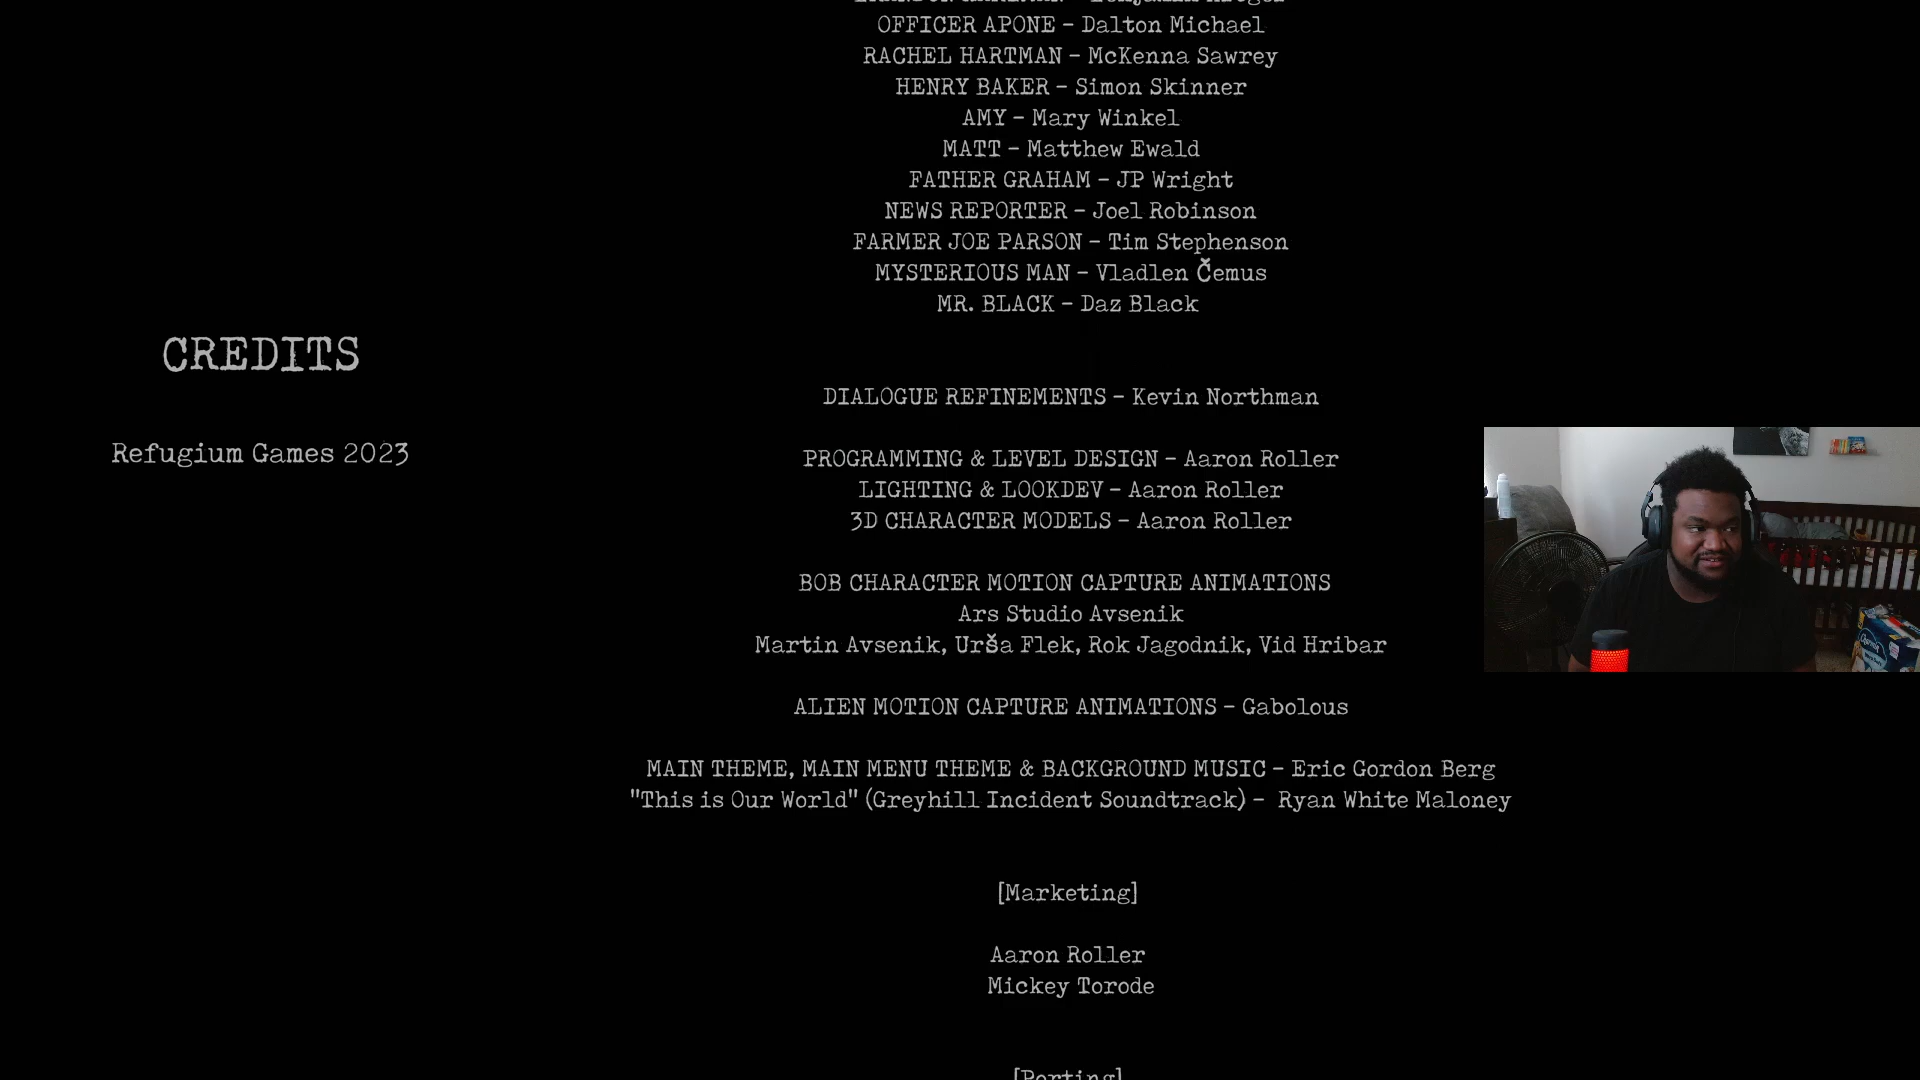 OFFICER APONE - Dalton Michael
RACHEL HARTMAN - McKenna Sawrey
HENRY BAKER - Simon Skinner
AMY - Mary Winkel
MATT - Matthew Ewald
FATHER GRAHAM - JP Wright
NEWS REPORTER - Joel Robinson
FARMER JOE PARSON - Tim Stephenson
MYSTERIOUS MAN - Vladlen Čemus
MR. BLACK - Daz Black
CREDITS
Refugium Games 2023
DIALOGUE REFINEMENTS - Kevin Northman
PROGRAMMING & LEVEL DESIGN - Aaron Roller
LIGHTING & LOOKDEV - Aaron Roller
3D CHARACTER MODELS - Aaron Roller
BOB CHARACTER MOTION CAPTURE ANIMATIONS
Ars Studio Avsenik
Martin Avsenik, Urša Flek, Rok Jagodnik, Vid Hribar
ALIEN MOTION CAPTURE ANIMATIONS - Gabolous
MAIN THEME, MAIN MENU THEME & BACKGROUND MUSIC - Eric Gordon Berg
"This is Our World" (Greyhill Incident Soundtrack) - Ryan White Maloney
[Marketing]
Aaron Roller
Mickey Torode
[Porting]